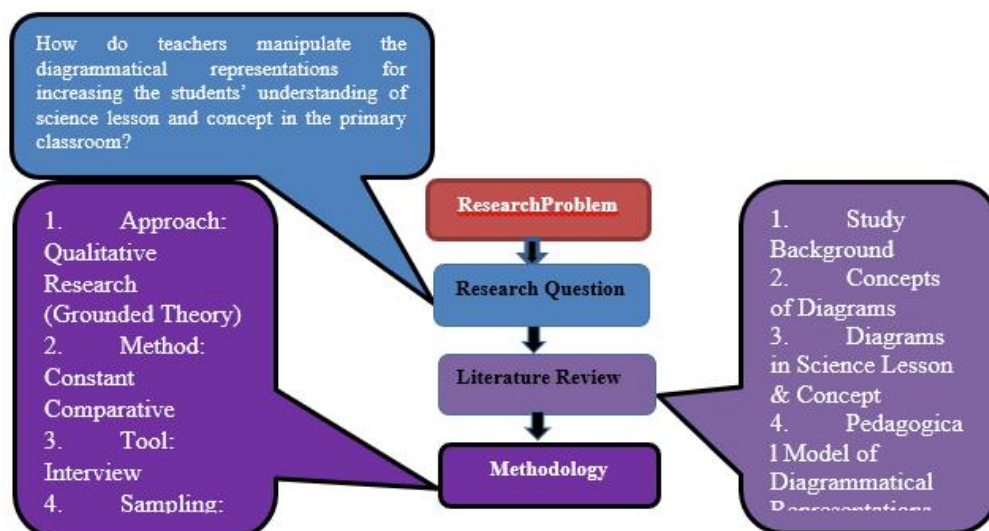 How do teachers manipulate the
diagrammatical representations for
increasing the students' understanding of
science lesson and concept in the primary
classroom?
ResearchProblem
Research Question
Literature Review
Methodology
1. Approach:
Qualitative
Research
(Grounded Theory)
2. Method:
Constant
Comparative
3. Tool:
Interview
4. Sampling:
1. Study
Background
2. Concepts
of Diagrams
3. Diagrams
in Science Lesson
& Concept
4. Pedagogica
l Model of
Diagrammatical
Representations